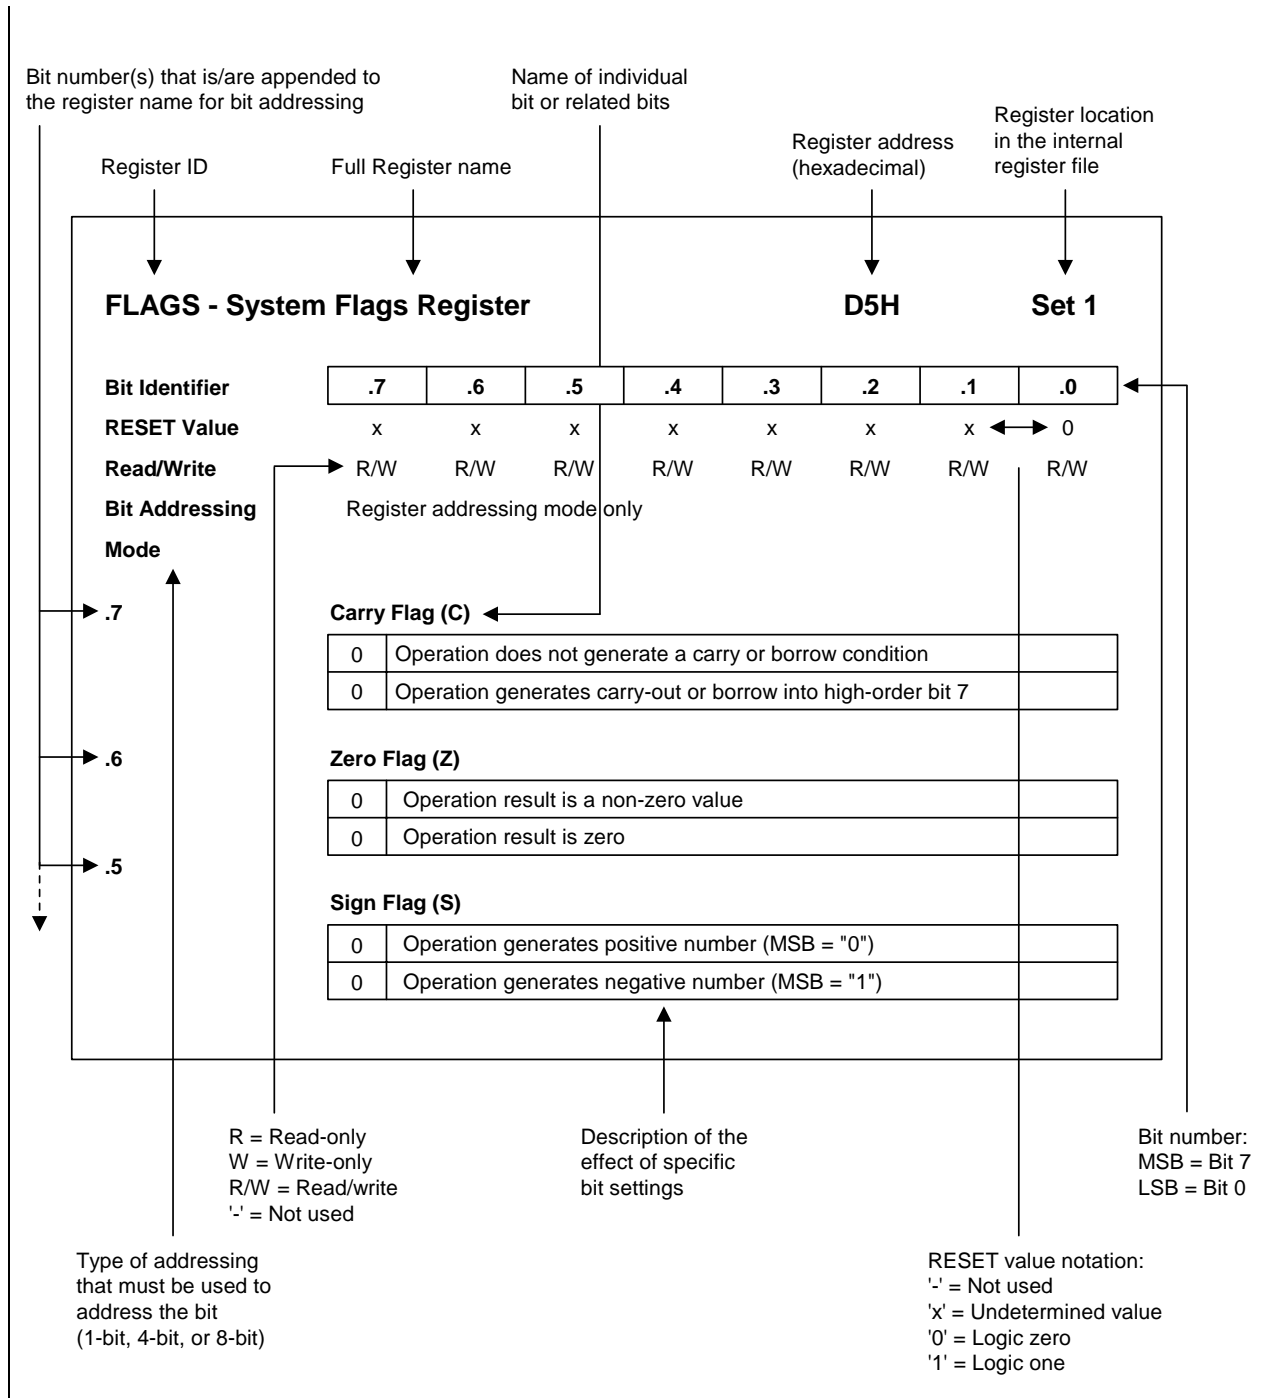 Bit number(s) that is/are appended to
the register name for bit addressing
Name of individual
bit or related bits
Register location
in the internal
register file
Register address
(hexadecimal)
Register ID
Full Register name
FLAGS - System Flags Register D5H Set 1
Bit Identifier .7 .6 .5 .4 .3 .2 .1 .0
RESET Value x x x x x x x 0
Read/Write R/W R/W R/W R/W R/W R/W R/W R/W
Bit Addressing Register addressing mode only
Mode
.7 Carry Flag (C)
0 Operation does not generate a carry or borrow condition
0 Operation generates carry-out or borrow into high-order bit 7
.6 Zero Flag (Z)
0 Operation result is a non-zero value
0 Operation result is zero
.5
Sign Flag (S)
0 Operation generates positive number (MSB = "0")
0 Operation generates negative number (MSB = "1")
R = Read-only
W = Write-only
R/W = Read/write
'-' = Not used
Description of the
effect of specific
bit settings
Bit number:
MSB = Bit 7
LSB = Bit 0
Type of addressing
that must be used to
address the bit
(1-bit, 4-bit, or 8-bit)
RESET value notation:
'-' = Not used
'x' = Undetermined value
'0' = Logic zero
'1' = Logic one